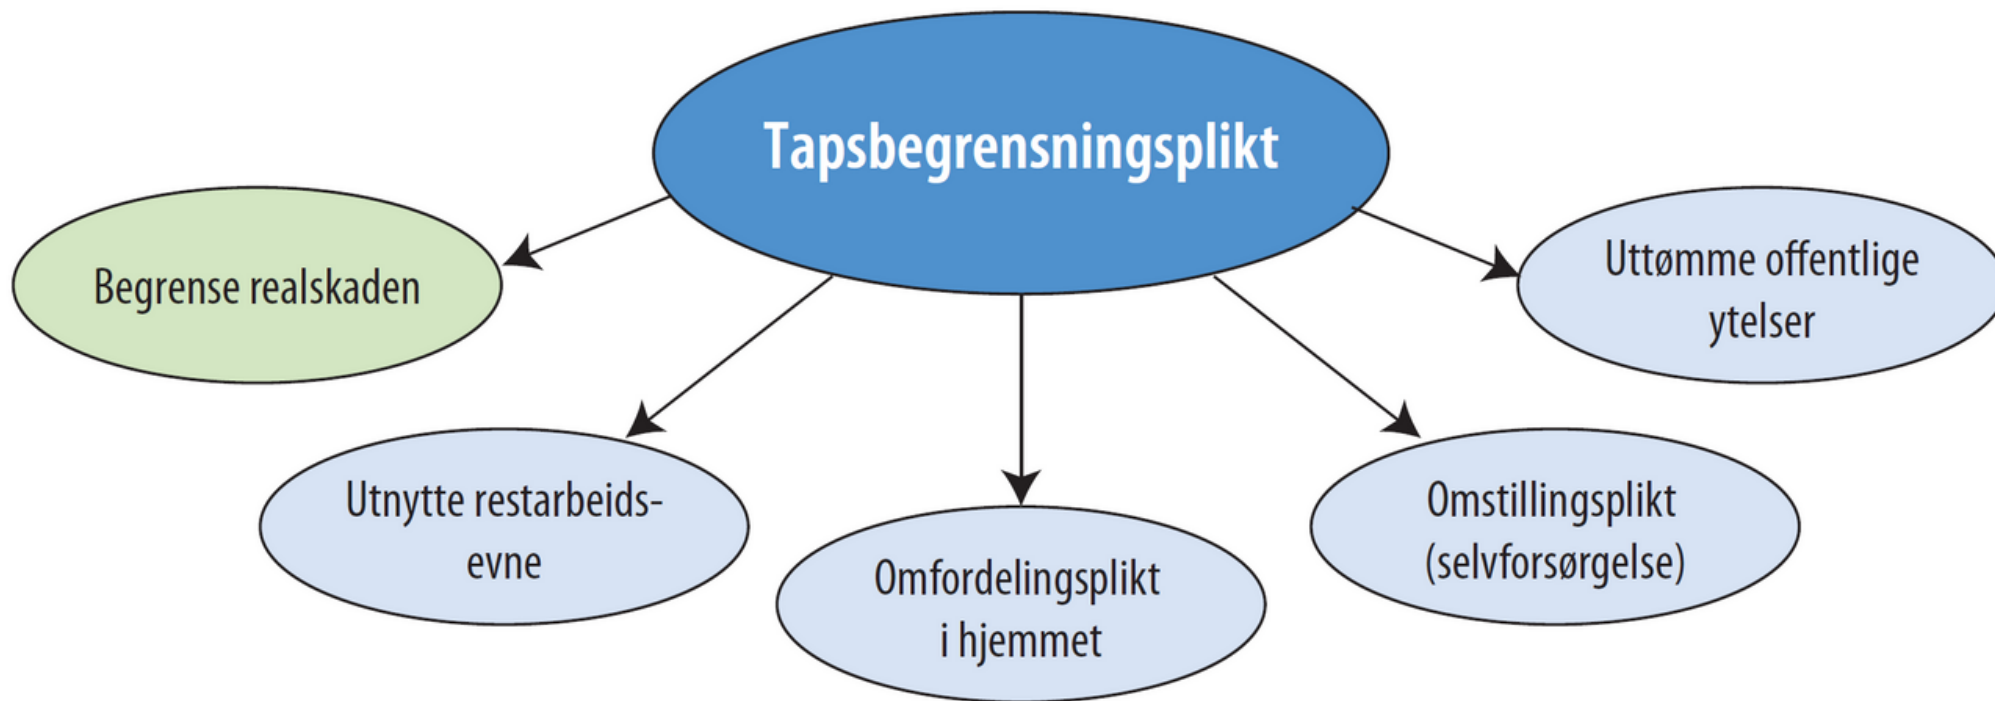 Tapsbegrensningsplikt
Begrense realskaden
Utnytte restarbeids-
evne
Omfordelingsplikt
i hjemmet
Omstillingsplikt
(selvforsørgelse)
Uttømme offentlige
ytelser